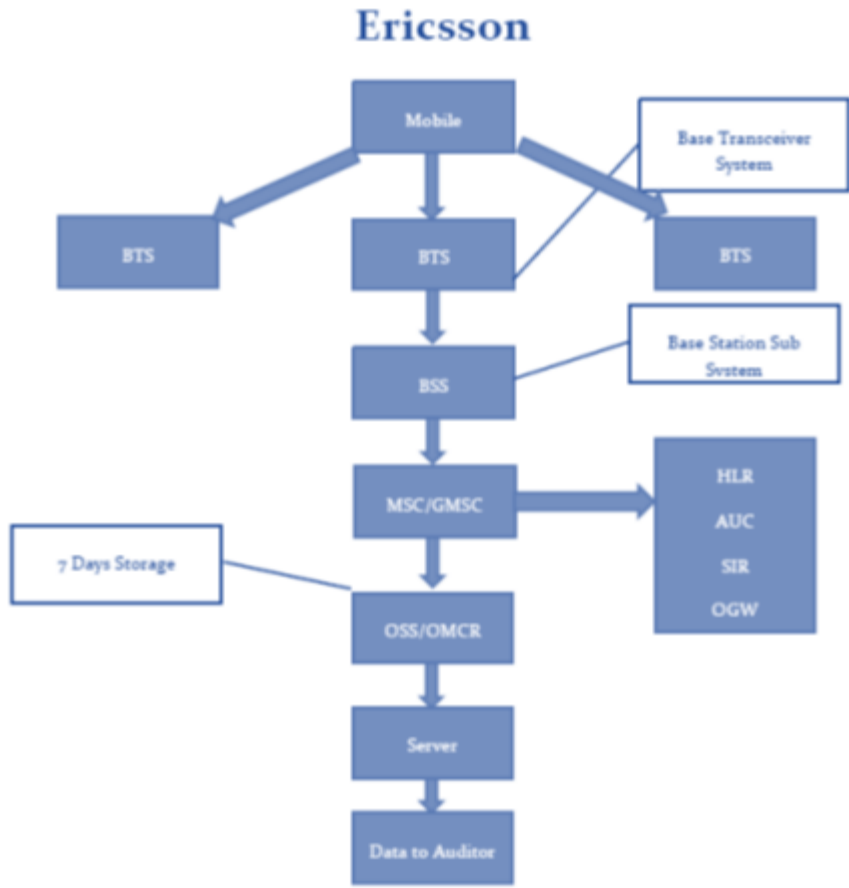 Ericsson
Mobile
Base Transceiver
System
BTS
BTS
BTS
Base Station Sub
System
BSS
HLR
MSC/GMSC
AUC
7 Days Storage
SIR
OGW
OSS/OMCR
Server
Data to Auditor